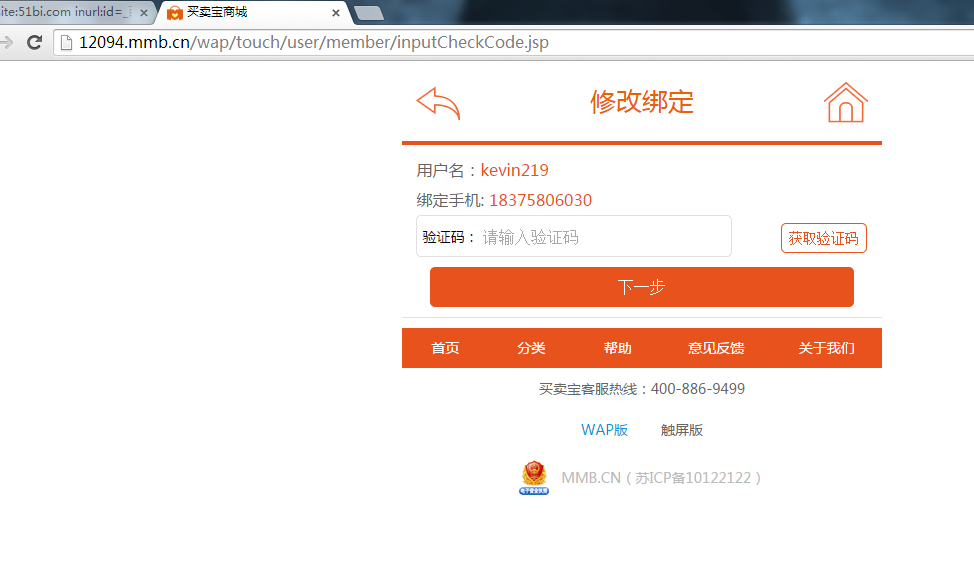 site:51bi.com inurl:id=_
买卖宝商城
12094.mmb.cn/wap/touch/user/member/inputCheckCode.jsp
修改绑定
用户名：kevin219
绑定手机: 18375806030
验证码： 请输入验证码 获取验证码
下一步
首页 分类 帮助 意见反馈 关于我们
买卖宝客服热线：400-886-9499
WAP版 触屏版
MMB.CN（苏ICP备10122122）